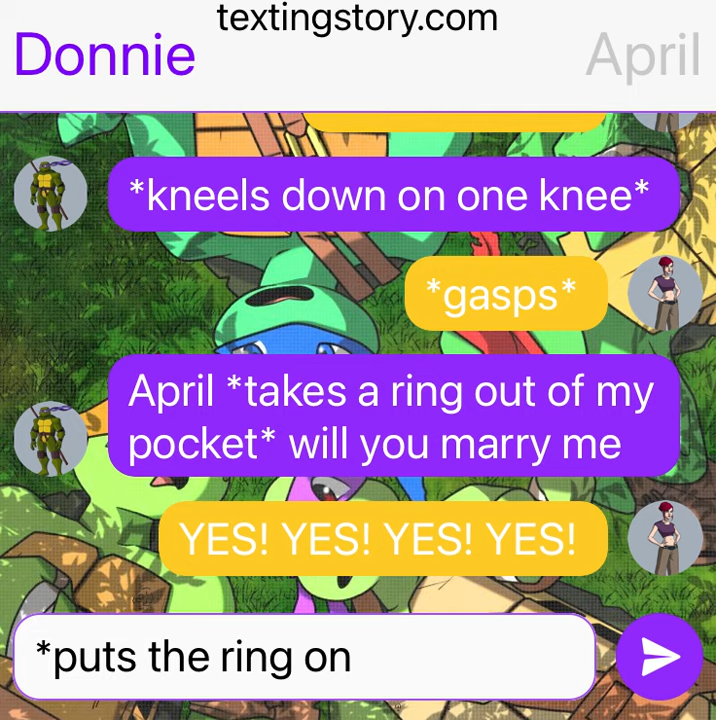 textingstory.com
Donnie
April
*kneels down on one knee*
*gasps*
April *takes a ring out of my
pocket* will you marry me
YES! YES! YES! YES!
*puts the ring on